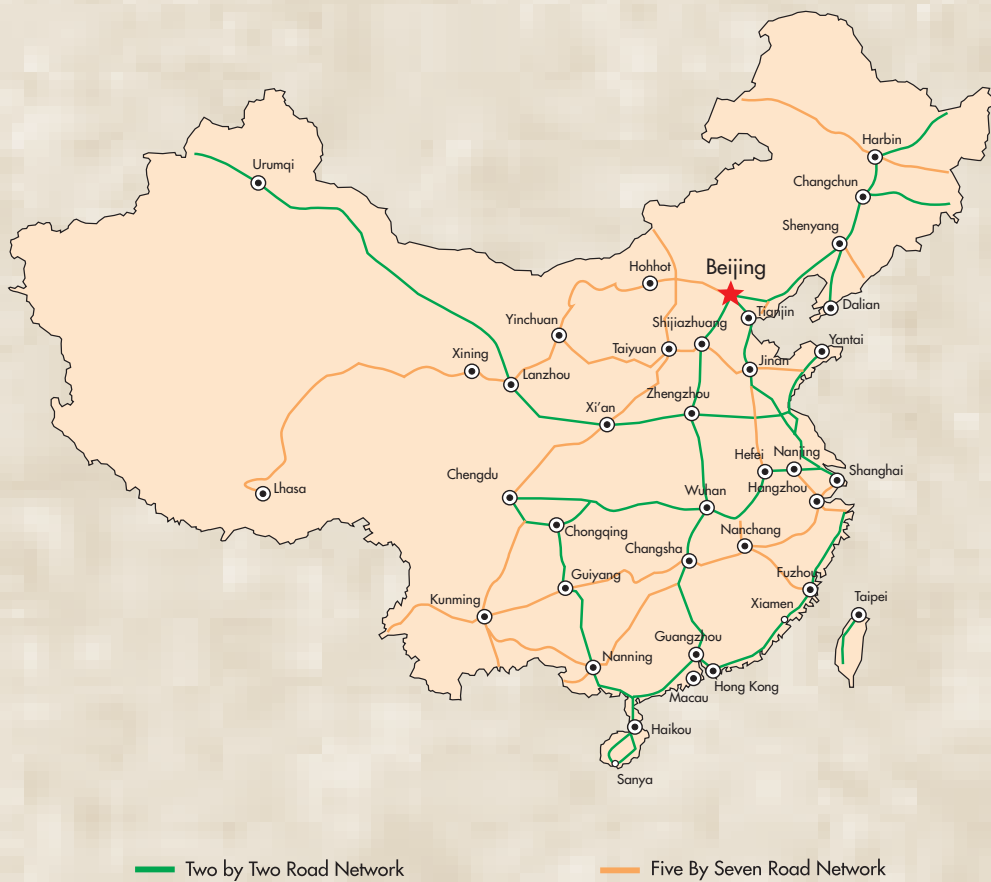 Harbin
Urumqi
Changchun
Shenyang
Hohhot
Beijing
Dalian
Tianjin
Yinchuan
Shijiazhuang
Yantai
Taiyuan
Xining
Jinan
Lanzhou
Zhengzhou
Xi'an
Hefei
Nanjing
Shanghai
Chengdu
Lhasa
Hangzhou
Wuhan
Chongqing
Nanchang
Changsha
Guiyang
Fuzhou
Kunming
Xiamen
Taipei
Guangzhou
Nanning
Hong Kong
Macau
Haikou
Sanya
Two by Two Road Network
Five By Seven Road Network